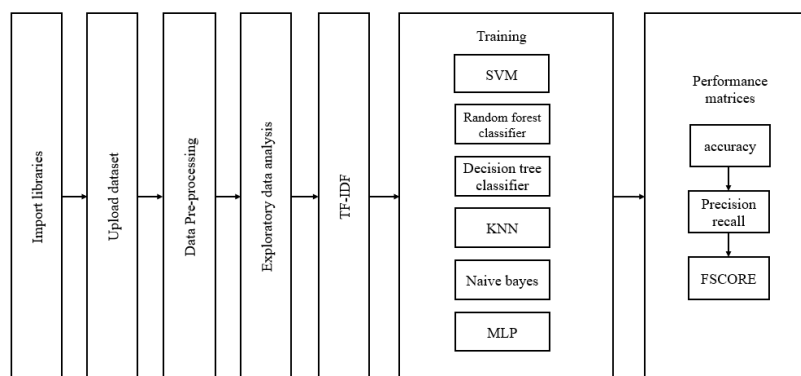 Import libraries
Upload dataset
Data Pre-processing
Exploratory data analysis
TF-IDF
Training
SVM
Random forest
classifier
Decision tree
classifier
KNN
Naive bayes
MLP
Performance
matrices
accuracy
Precision
recall
FSCORE